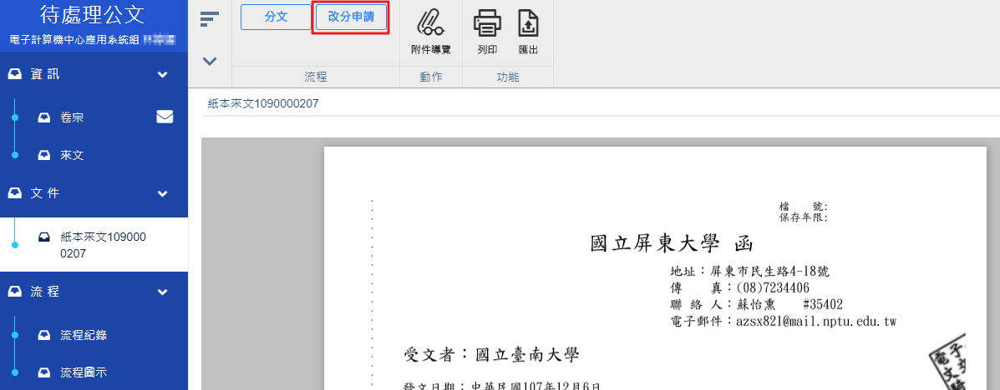 待處理公文
電子計算機中心應用系統組
資訊
卷宗
來文
文件
紙本來文109000
0207
流程
流程紀錄
流程圖示
分文
改分申請
流程
附件導覽
動作
列印
匯出
功能
紙本來文1090000207
檔 號:
保存年限:
國立屏東大學 函
地址：屏東市民生路4-18號
傳 真：(08)7234406
聯 絡 人：蘇怡熏 #35402
電子郵件：azsx821@mail.nptu.edu.tw
受文者：國立臺南大學
發文日期：中華民國107年12月6日